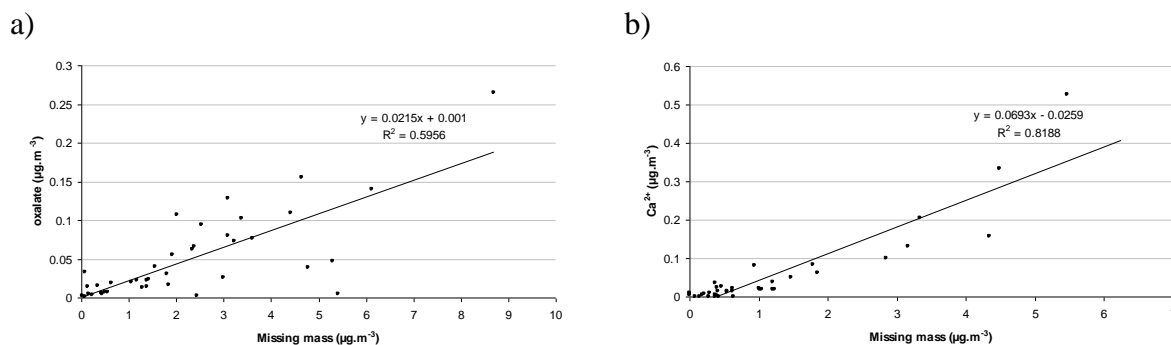 a)
0.3
0.25
0.2
0.15
0.1
0.05
0
oxalate (µg.m⁻³)
y = 0.0215x + 0.001
R² = 0.5956
0 1 2 3 4 5 6 7 8 9 10
Missing mass (µg.m⁻³)
b)
0.6
0.5
0.4
0.3
0.2
0.1
0.0
Ca²⁺ (µg.m⁻³)
y = 0.0693x - 0.0259
R² = 0.8188
0 1 2 3 4 5 6 7
Missing mass (µg.m⁻³)